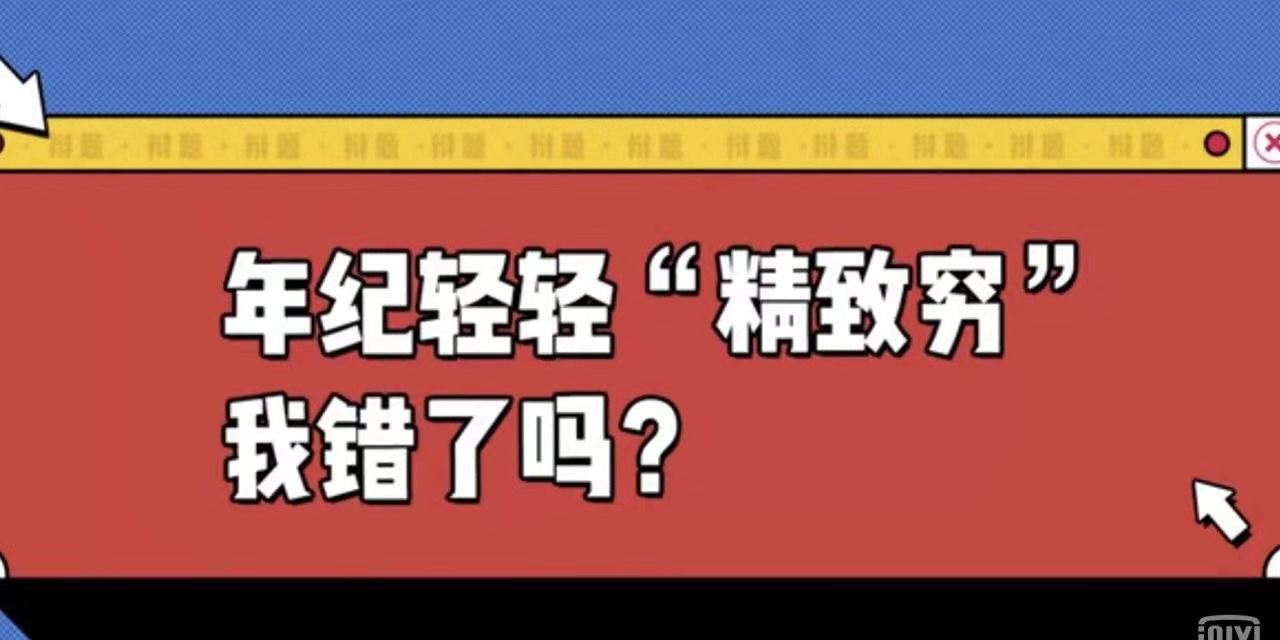 辩题 · 辩题 · 辩题 · 辩题 · 辩题 · 辩题 · 辩题 · 辩题 · 辩题 · 辩题 · 辩题 · 辩题 ·
年纪轻轻“精致穷”
我错了吗?
iQIYI